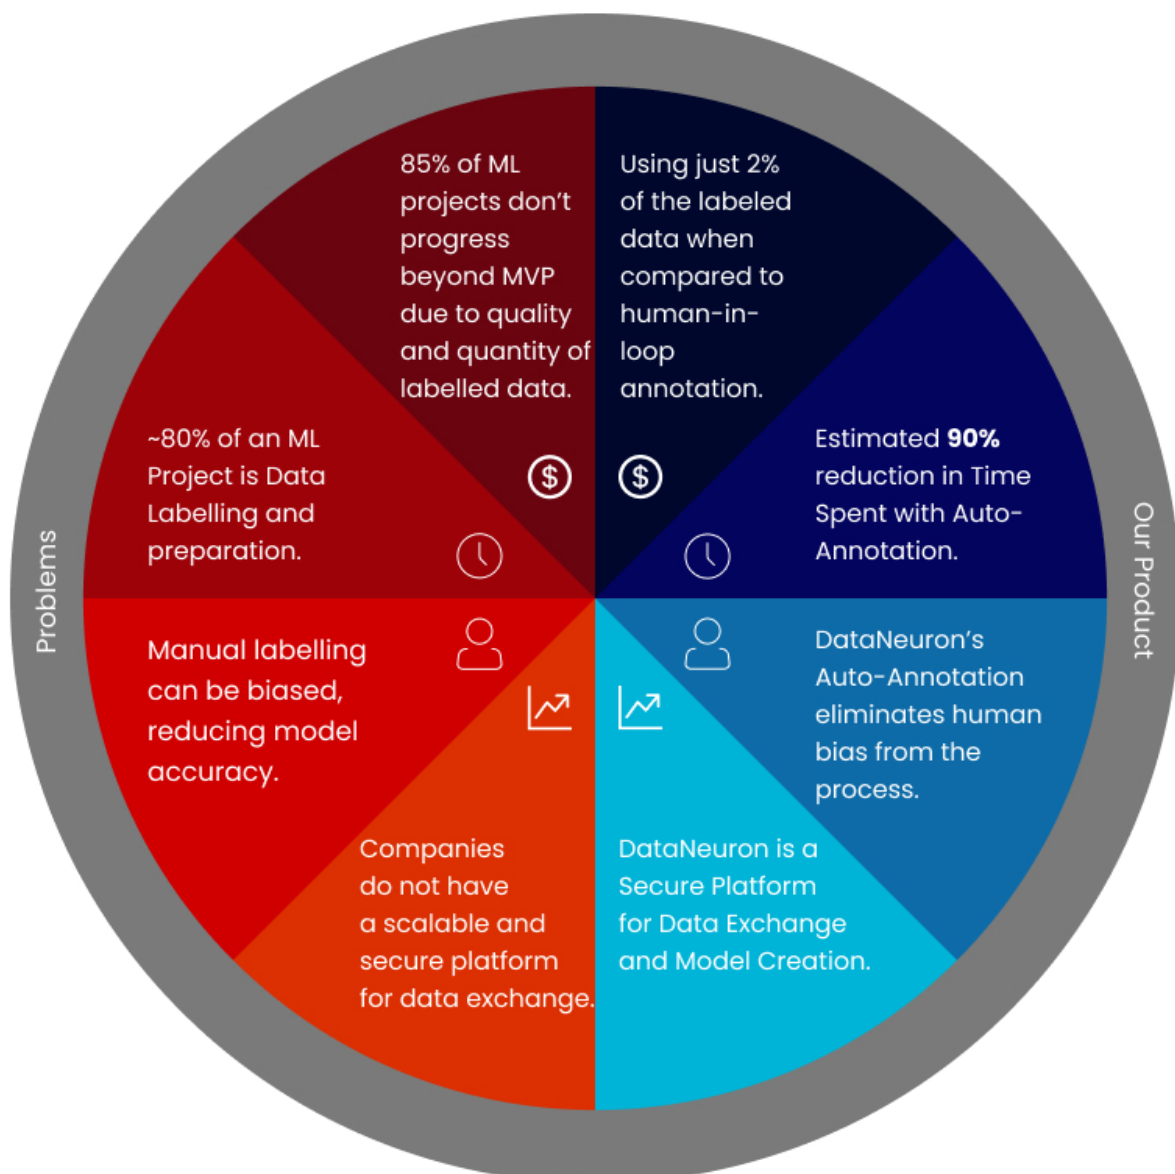 85% of ML
projects don't
progress
beyond MVP
due to quality
and quantity of
labelled data.
Using just 2%
of the labeled
data when
compared to
human-in-
loop
annotation.
~80% of an ML
Project is Data
Labelling and
preparation.
Estimated 90%
reduction in Time
Spent with Auto-
Annotation.
Problems
Our Product
Manual labelling
can be biased,
reducing model
accuracy.
DataNeuron's
Auto-Annotation
eliminates human
bias from the
process.
Companies
do not have
a scalable and
secure platform
for data exchange.
DataNeuron is a
Secure Platform
for Data Exchange
and Model Creation.
$
$